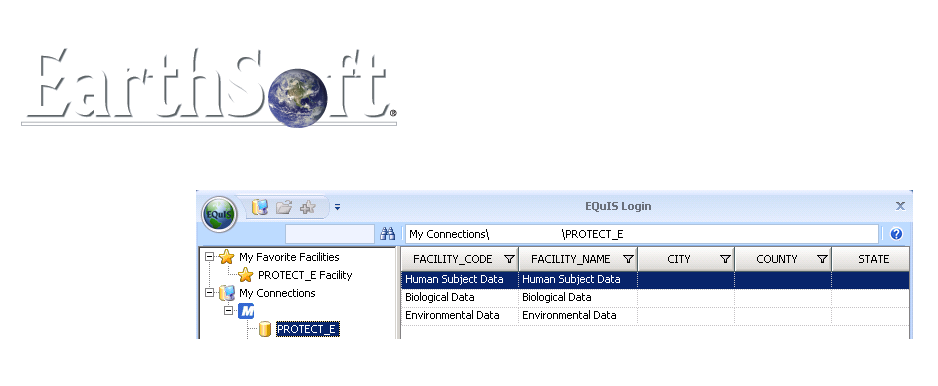 EarthSoft®
EQuIS
EQuIS Login
My Connections\ \PROTECT_E
My Favorite Facilities
PROTECT_E Facility
My Connections
M
PROTECT_E
FACILITY_CODE FACILITY_NAME CITY COUNTY STATE
Human Subject Data Human Subject Data
Biological Data Biological Data
Environmental Data Environmental Data